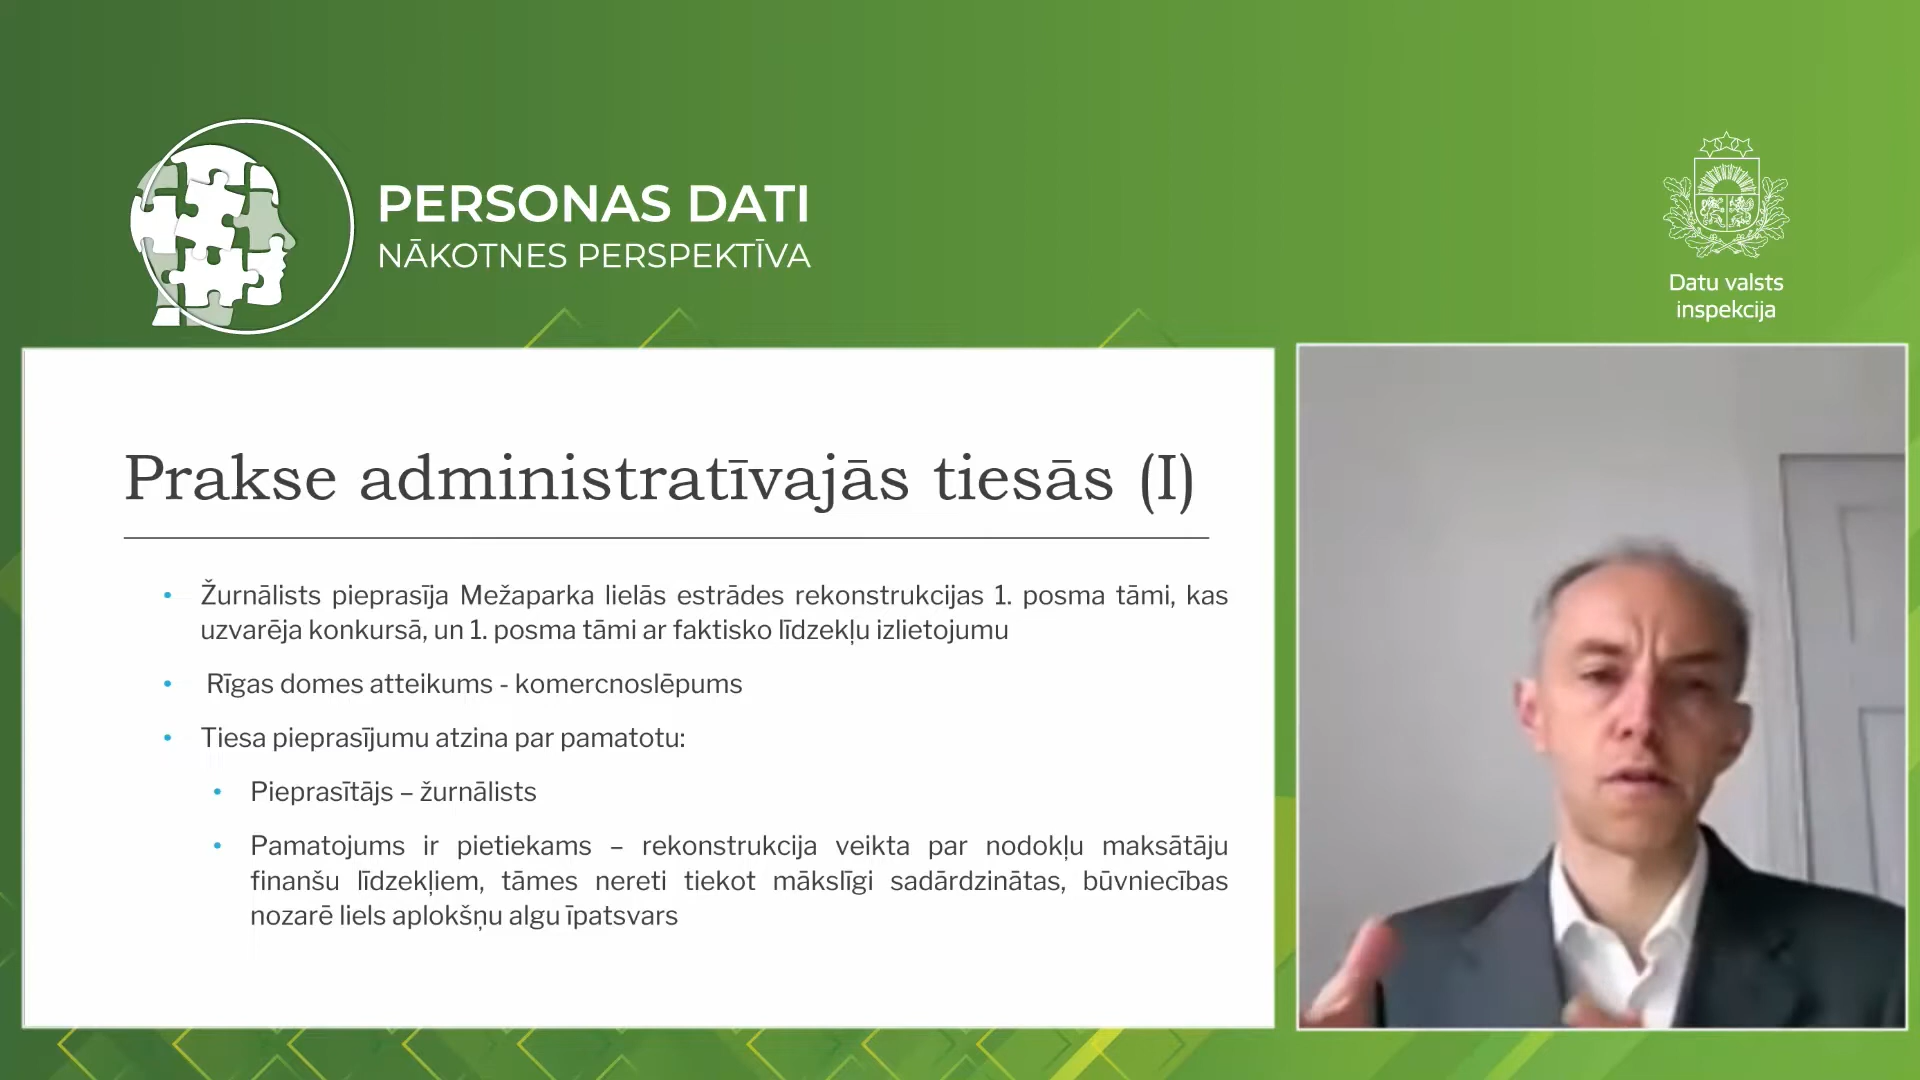 PERSONAS DATI
NĀKOTNES PERSPEKTĪVA
Datu valsts
inspekcija
Prakse administratīvajās tiesās (I)
• Žurnālists pieprasīja Mežaparka lielās estrādes rekonstrukcijas 1. posma tāmi, kas
uzvarēja konkursā, un 1. posma tāmi ar faktisko līdzekļu izlietojumu
• Rīgas domes atteikums - komercnoslēpums
• Tiesa pieprasījumu atzina par pamatotu:
• Pieprasītājs – žurnālists
• Pamatojums ir pietiekams – rekonstrukcija veikta par nodokļu maksātāju
finanšu līdzekļiem, tāmes nereti tiekot mākslīgi sadārdzinātas, būvniecības
nozarē liels aplokšņu algu īpatsvars